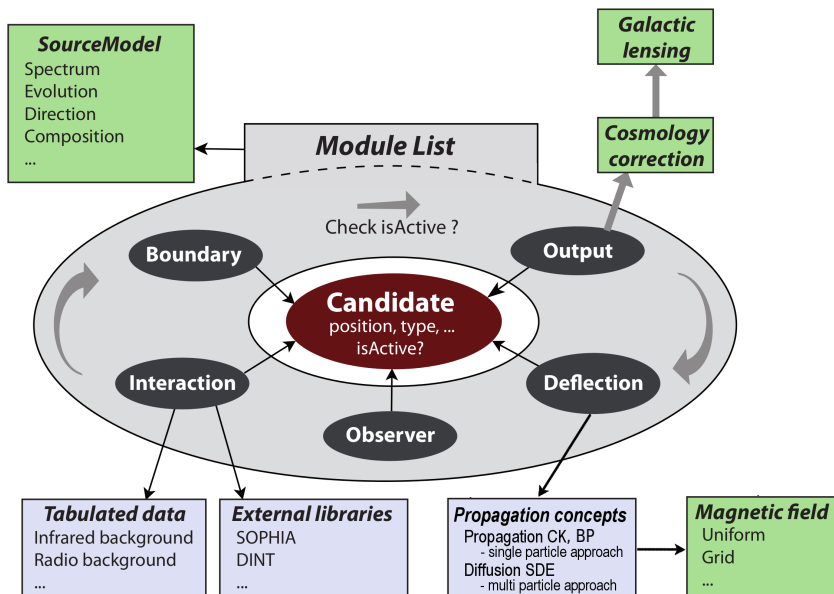 SourceModel
Spectrum
Evolution
Direction
Composition
...
Galactic
lensing
Cosmology
correction
Module List
Check isActive ?
Boundary
Output
Candidate
position, type, ...
isActive?
Interaction
Deflection
Observer
Tabulated data
Infrared background
Radio background
...
External libraries
SOPHIA
DINT
...
Propagation concepts
Propagation CK, BP
- single particle approach
Diffusion SDE
- multi particle approach
Magnetic field
Uniform
Grid
...